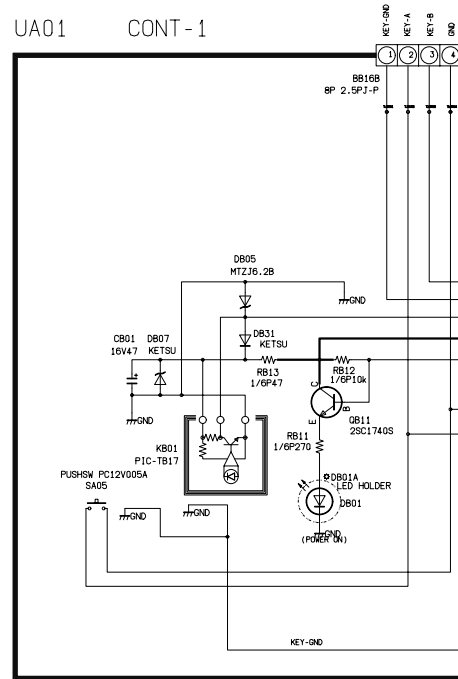 UA01 CONT-1
KEY-GND
KEY-A
KEY-B
GND
1 2 3 4
BB16B
8P 2.5PJ-P
DB05
MTZJ6.2B
GND
CB01
16V47
DB07
KETSU
DB31
KETSU
RB13
1/6P47
RB12
1/6P10k
GND
C
B
E
QB11
2SC1740S
KB01
PIC-TB17
RB11
1/6P270
PUSHSW PC12V005A
SA05
DB01A
LED HOLDER
DB01
GND
GND
GND
(POWER ON)
KEY-GND